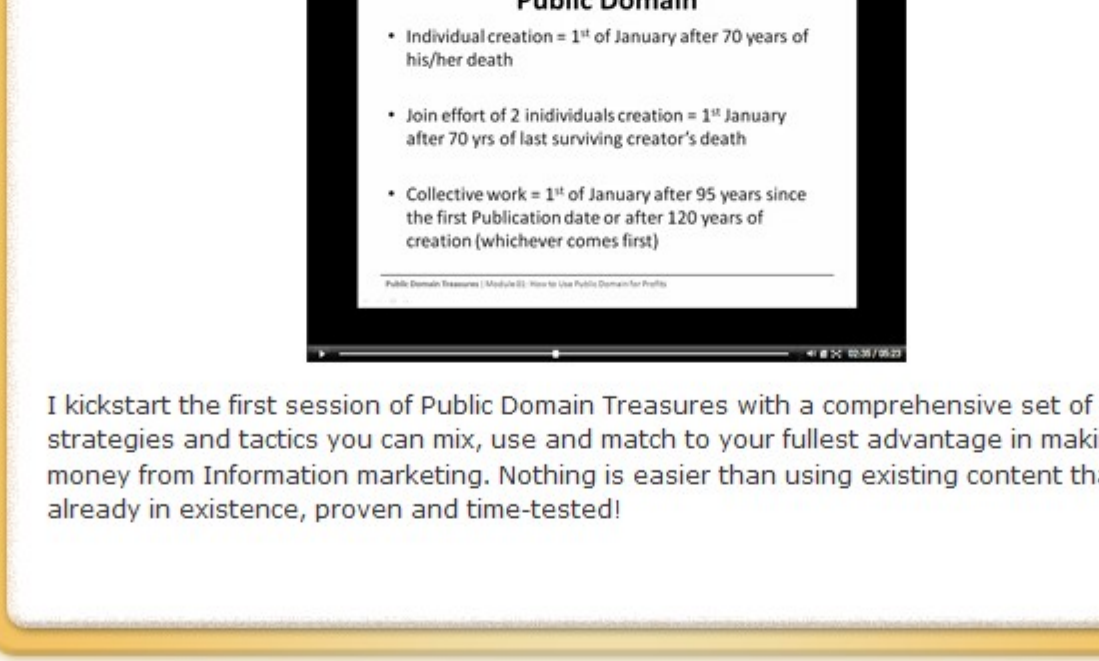 Public Domain
• Individual creation = 1st of January after 70 years of
his/her death
• Join effort of 2 inidividuals creation = 1st January
after 70 yrs of last surviving creator's death
• Collective work = 1st of January after 95 years since
the first Publication date or after 120 years of
creation (whichever comes first)
Public Domain Treasures | Module 01: How to Use Public Domain for Profits
02:35 / 05:23
I kickstart the first session of Public Domain Treasures with a comprehensive set of
strategies and tactics you can mix, use and match to your fullest advantage in maki
money from Information marketing. Nothing is easier than using existing content tha
already in existence, proven and time-tested!